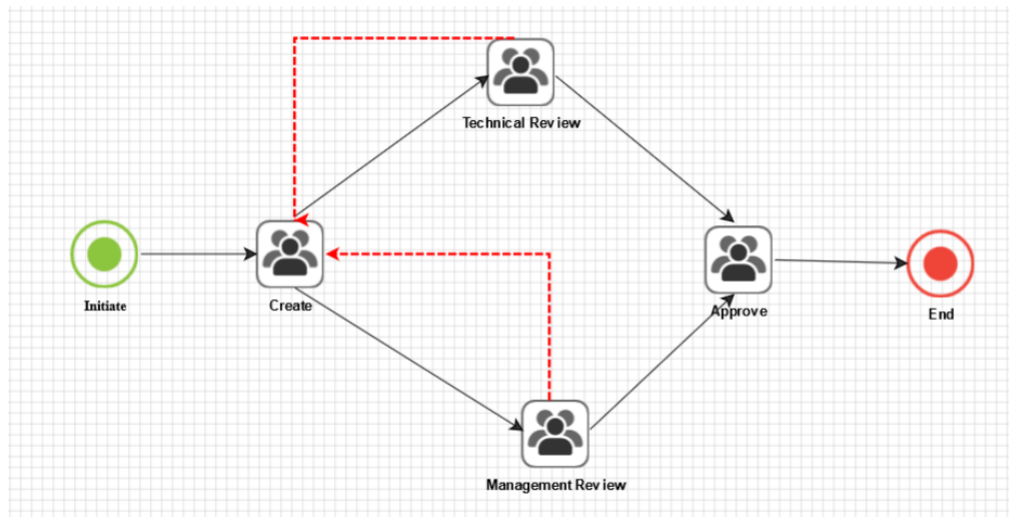 Technical Review
Initiate
Create
Approve
End
Management Review